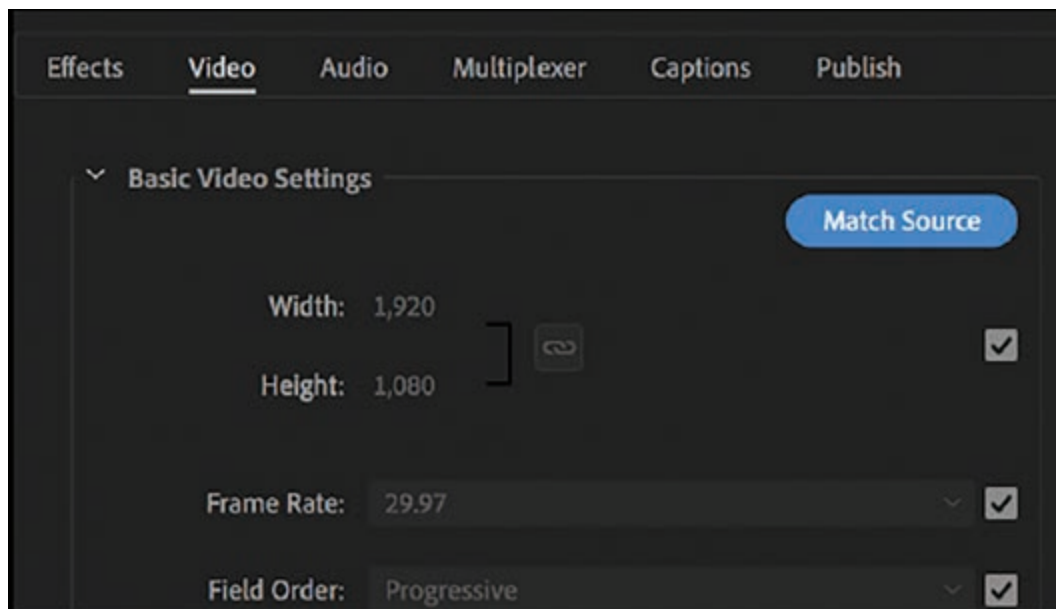 Effects Video Audio Multiplexer Captions Publish
Basic Video Settings
Match Source
Width: 1,920
Height: 1,080
Frame Rate: 29.97
Field Order: Progressive